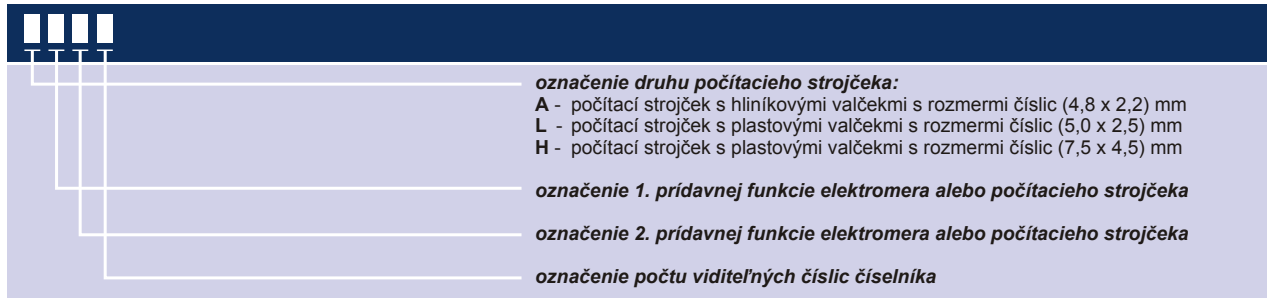 označenie druhu počítacieho strojčeka:
A - počítací strojček s hliníkovými valčekmi s rozmermi číslic (4,8 x 2,2) mm
L - počítací strojček s plastovými valčekmi s rozmermi číslic (5,0 x 2,5) mm
H - počítací strojček s plastovými valčekmi s rozmermi číslic (7,5 x 4,5) mm
označenie 1. prídavnej funkcie elektromera alebo počítacieho strojčeka
označenie 2. prídavnej funkcie elektromera alebo počítacieho strojčeka
označenie počtu viditeľných číslic číselníka